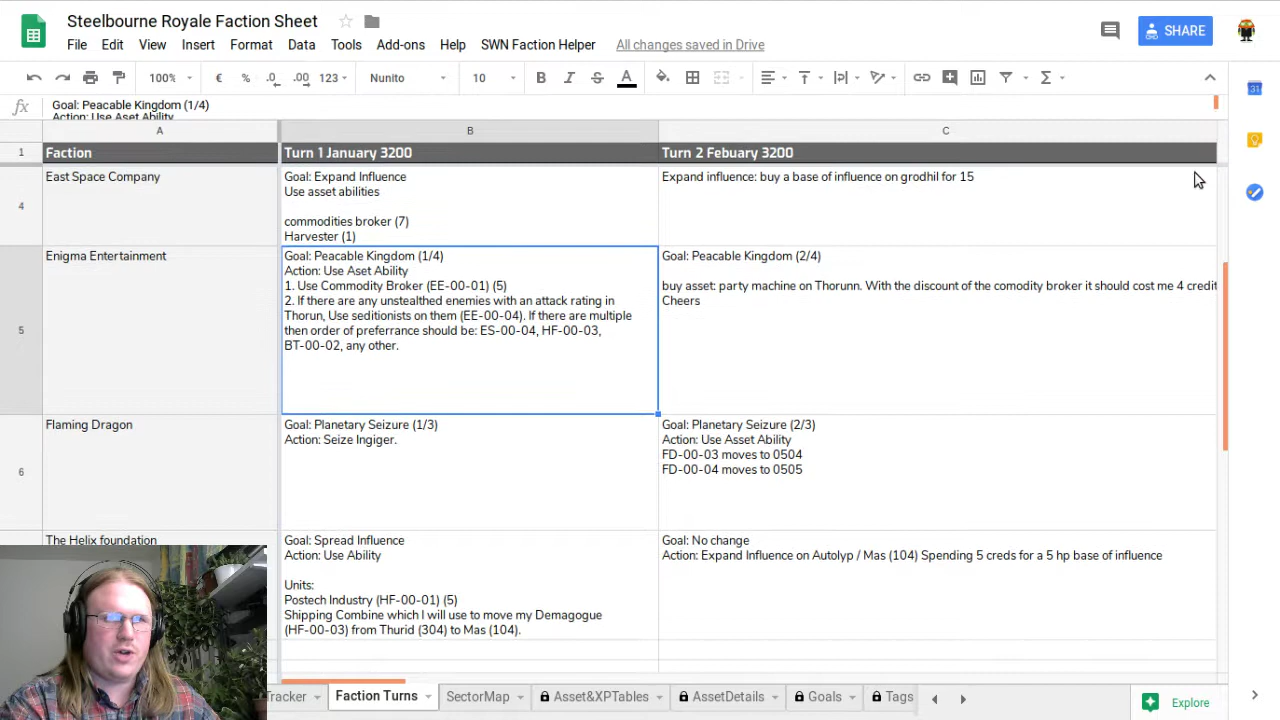 Steelbourne Royale Faction Sheet
File Edit View Insert Format Data Tools Add-ons Help SWN Faction Helper All changes saved in Drive
SHARE
100% € % .0 .00 123 Nunito 10 B I S A
fx Goal: Peacable Kingdom (1/4)
Action: Use Aset Ability
A B C
1 Faction Turn 1 January 3200 Turn 2 Febuary 3200
4
East Space Company
Goal: Expand Influence
Use asset abilities
commodities broker (7)
Harvester (1)
Expand influence: buy a base of influence on grodhil for 15
5
Enigma Entertainment
Goal: Peacable Kingdom (1/4)
Action: Use Aset Ability
1. Use Commodity Broker (EE-00-01) (5)
2. If there are any unstealthed enemies with an attack rating in
Thorun, Use seditionists on them (EE-00-04). If there are multiple
then order of preferrance should be: ES-00-04, HF-00-03,
BT-00-02, any other.
Goal: Peacable Kingdom (2/4)
buy asset: party machine on Thorunn. With the discount of the comodity broker it should cost me 4 credit
Cheers
6
Flaming Dragon
Goal: Planetary Seizure (1/3)
Action: Seize Ingiger.
Goal: Planetary Seizure (2/3)
Action: Use Asset Ability
FD-00-03 moves to 0504
FD-00-04 moves to 0505
The Helix foundation
Goal: Spread Influence
Action: Use Ability
Units:
Postech Industry (HF-00-01) (5)
Shipping Combine which I will use to move my Demagogue
(HF-00-03) from Thurid (304) to Mas (104).
Goal: No change
Action: Expand Influence on Autolyp / Mas (104) Spending 5 creds for a 5 hp base of influence
Tracker Faction Turns SectorMap Asset&XPTables AssetDetails Goals Tags
Explore
31